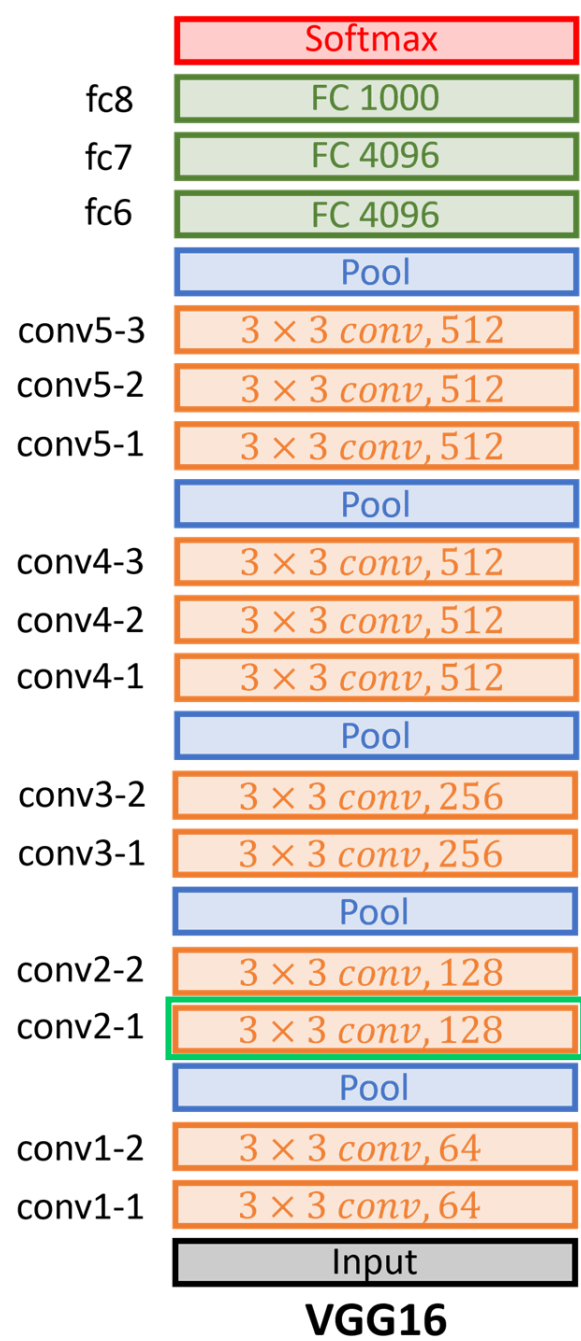 Softmax
fc8 FC 1000
fc7 FC 4096
fc6 FC 4096
Pool
conv5-3 3 × 3 conv, 512
conv5-2 3 × 3 conv, 512
conv5-1 3 × 3 conv, 512
Pool
conv4-3 3 × 3 conv, 512
conv4-2 3 × 3 conv, 512
conv4-1 3 × 3 conv, 512
Pool
conv3-2 3 × 3 conv, 256
conv3-1 3 × 3 conv, 256
Pool
conv2-2 3 × 3 conv, 128
conv2-1 3 × 3 conv, 128
Pool
conv1-2 3 × 3 conv, 64
conv1-1 3 × 3 conv, 64
Input
VGG16